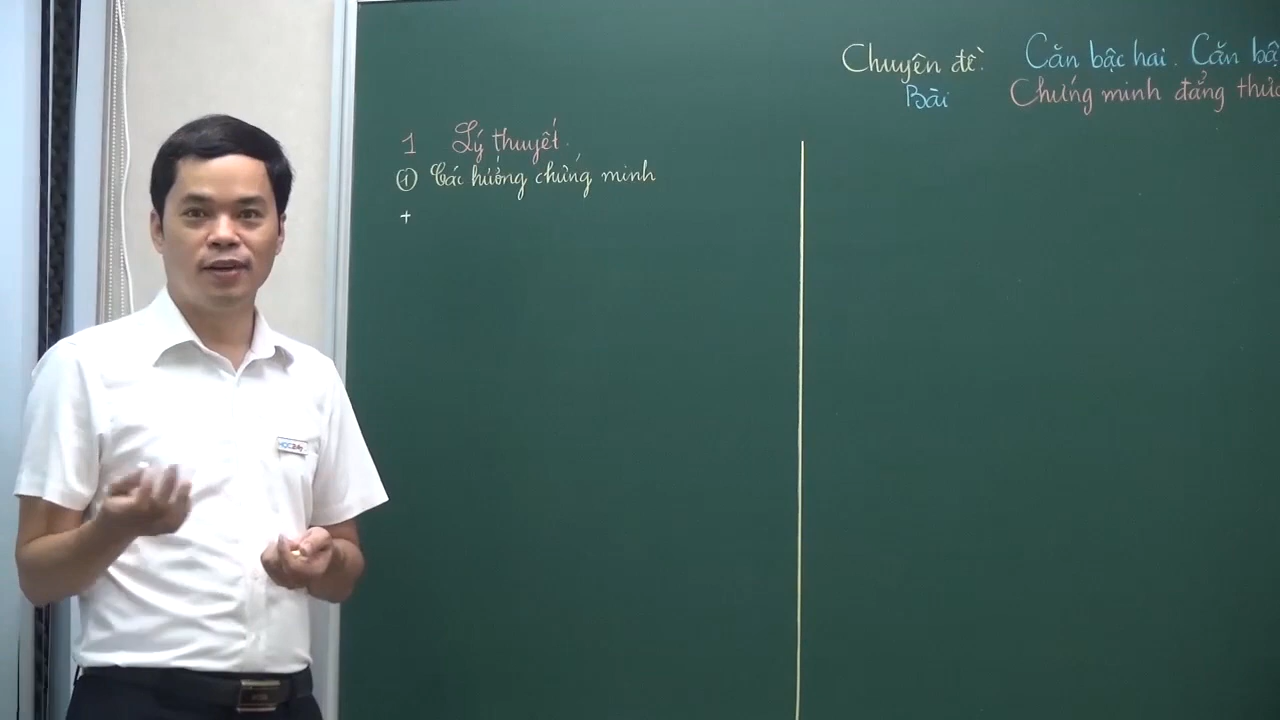 Chuyên đề: Căn bậc hai. Căn bậ
Bài Chứng minh đẳng thức
1 Lý thuyết.
① Các hướng chứng minh
+